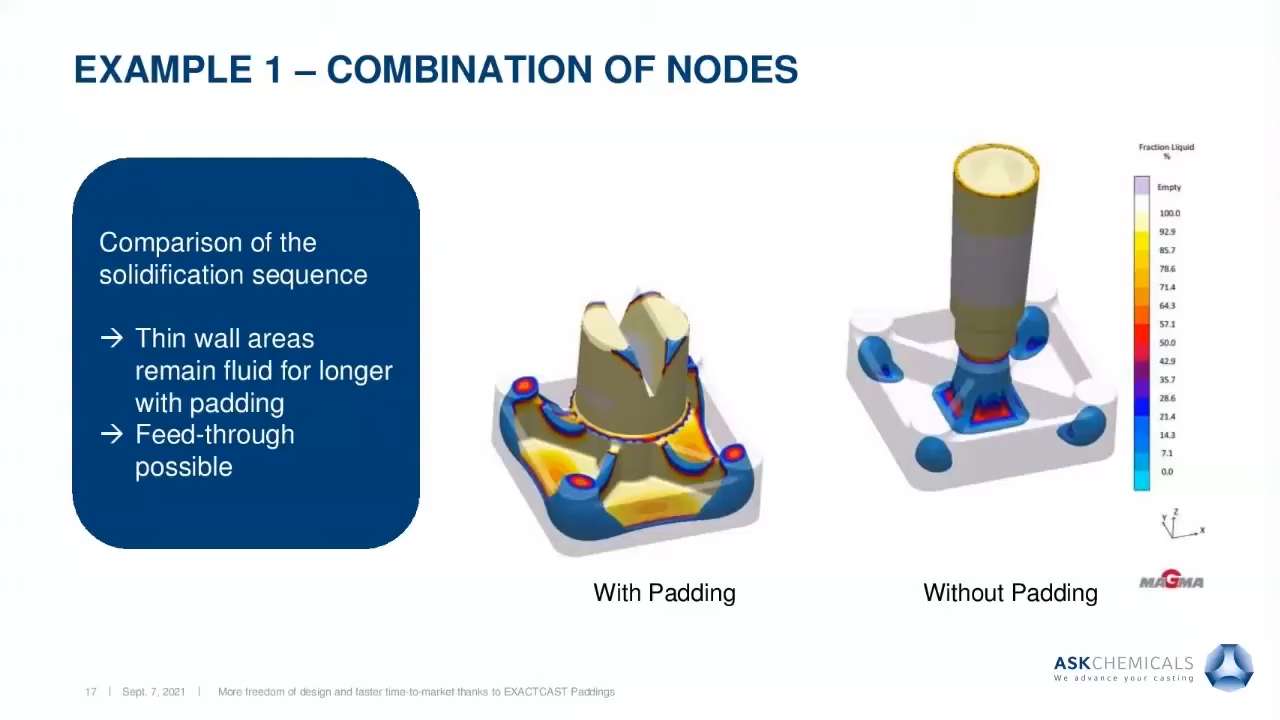 EXAMPLE 1 – COMBINATION OF NODES
Comparison of the
solidification sequence
→ Thin wall areas
remain fluid for longer
with padding
→ Feed-through
possible
Fraction Liquid
%
Empty
100.0
92.9
85.7
78.6
71.4
64.3
57.1
50.0
42.9
35.7
28.6
21.4
14.3
7.1
0.0
Z
Y
X
With Padding
Without Padding
MAGMA
ASKCHEMICALS
We advance your casting
17 | Sept. 7, 2021 | More freedom of design and faster time-to-market thanks to EXACTCAST Paddings